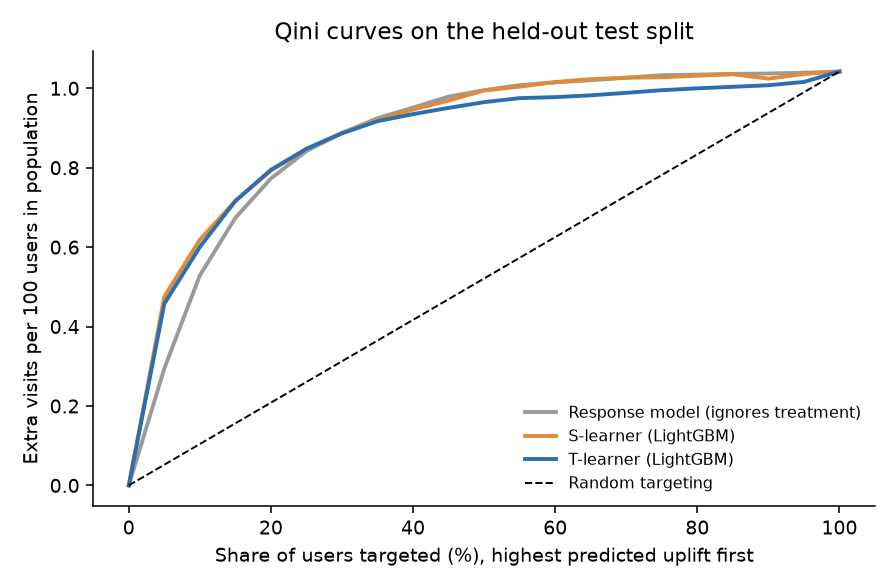 Qini curves on the held-out test split
Extra visits per 100 users in population
1.0
0.8
0.6
0.4
0.2
0.0
Response model (ignores treatment)
S-learner (LightGBM)
T-learner (LightGBM)
Random targeting
0 20 40 60 80 100
Share of users targeted (%), highest predicted uplift first